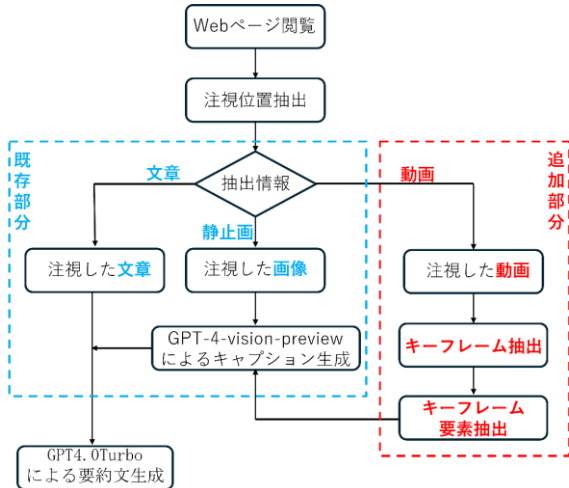 Webページ閲覧
注視位置抽出
既存部分
追加部分
抽出情報
文章
動画
静止画
注視した文章
注視した画像
注視した動画
GPT-4-vision-preview
によるキャプション生成
キーフレーム抽出
キーフレーム
要素抽出
GPT4.0Turbo
による要約文生成